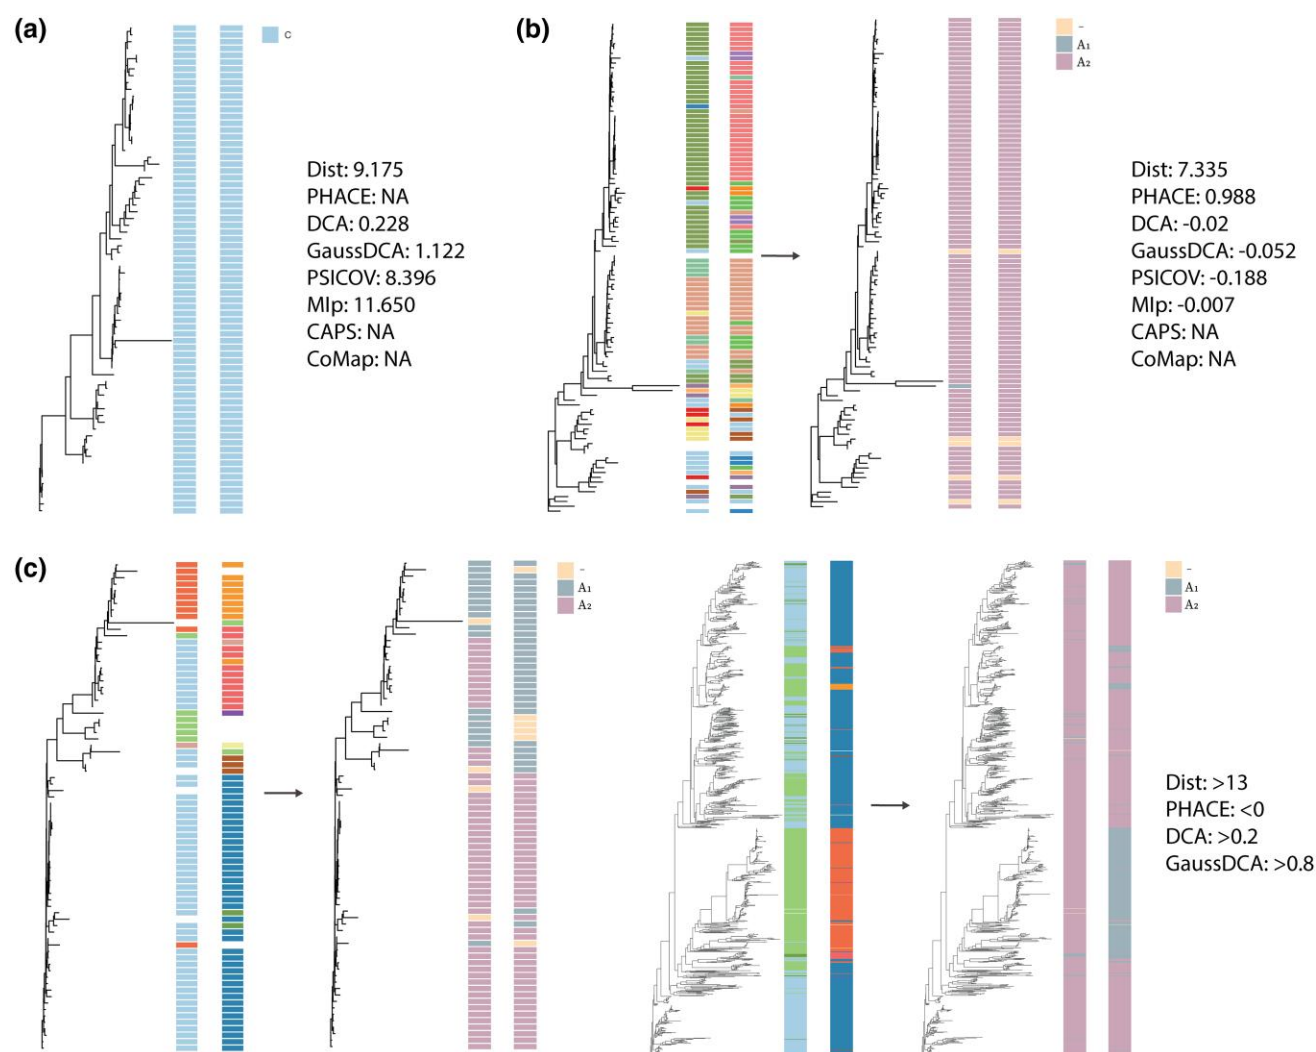 (a)
C
Dist: 9.175
PHACE: NA
DCA: 0.228
GaussDCA: 1.122
PSICOV: 8.396
MIp: 11.650
CAPS: NA
CoMap: NA
(b)
–
A1
A2
Dist: 7.335
PHACE: 0.988
DCA: -0.02
GaussDCA: -0.052
PSICOV: -0.188
MIp: -0.007
CAPS: NA
CoMap: NA
(c)
–
A1
A2
–
A1
A2
Dist: >13
PHACE: <0
DCA: >0.2
GaussDCA: >0.8